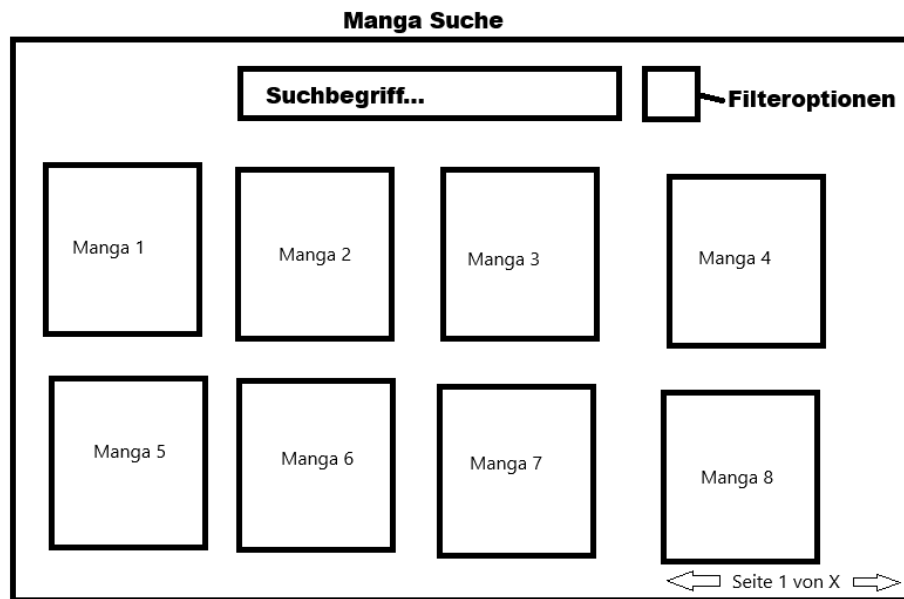 Manga Suche
Suchbegriff...
Filteroptionen
Manga 1
Manga 2
Manga 3
Manga 4
Manga 5
Manga 6
Manga 7
Manga 8
Seite 1 von X